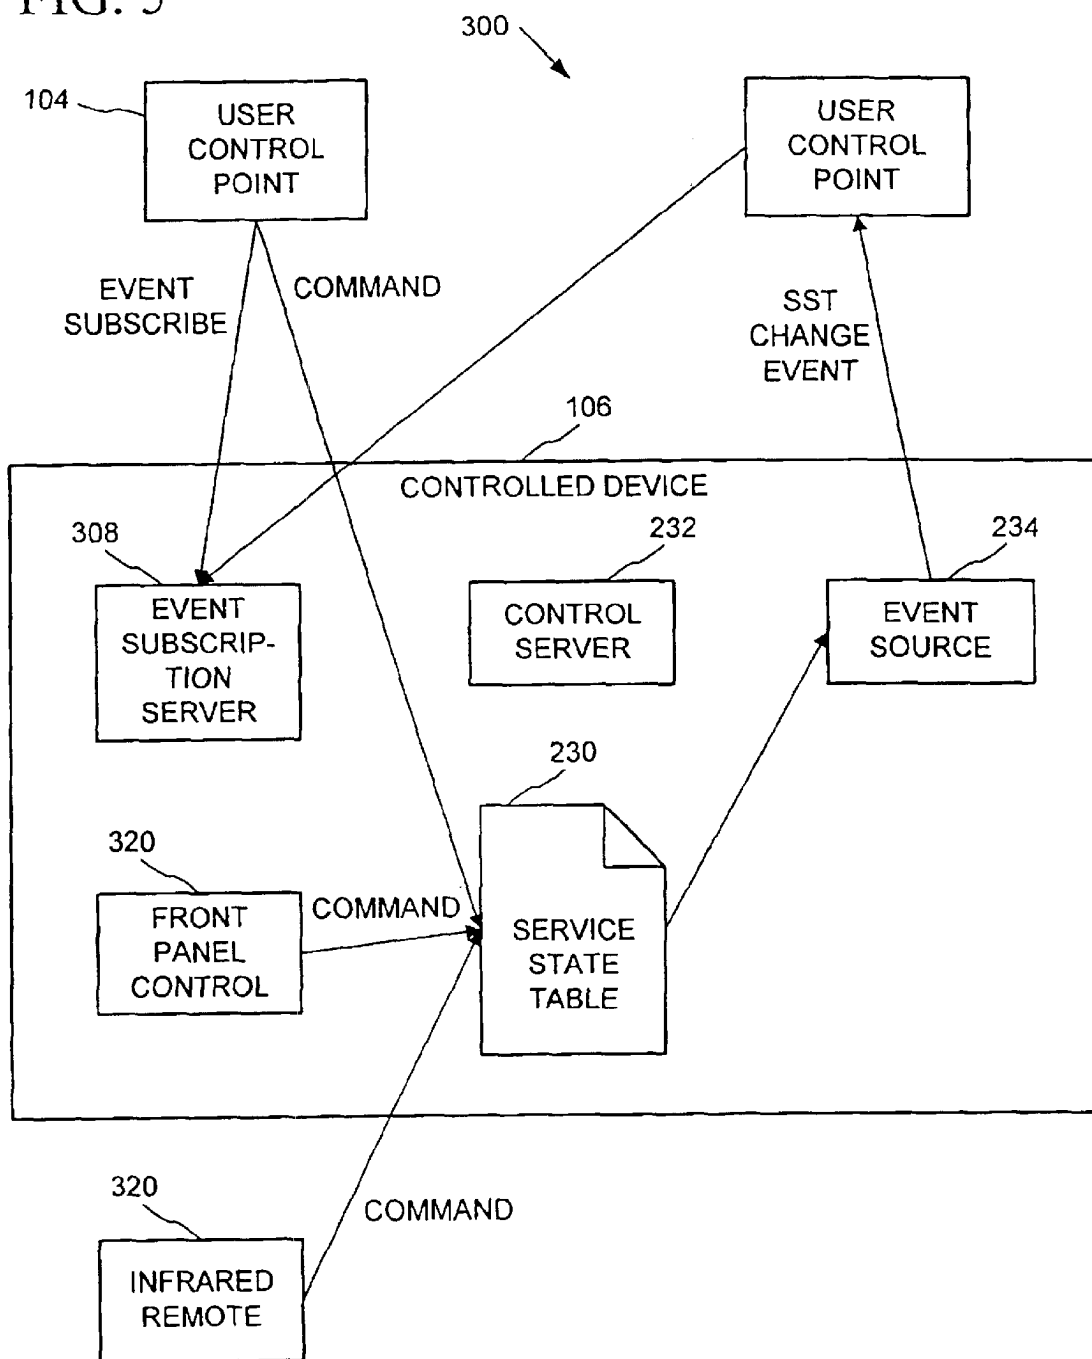 FIG. 5
300
104
USER
CONTROL
POINT
USER
CONTROL
POINT
EVENT
SUBSCRIBE
COMMAND
SST
CHANGE
EVENT
106
CONTROLLED DEVICE
308
232
234
EVENT
SUBSCRIP-
TION
SERVER
CONTROL
SERVER
EVENT
SOURCE
230
320
FRONT
PANEL
CONTROL
COMMAND
SERVICE
STATE
TABLE
320
COMMAND
INFRARED
REMOTE